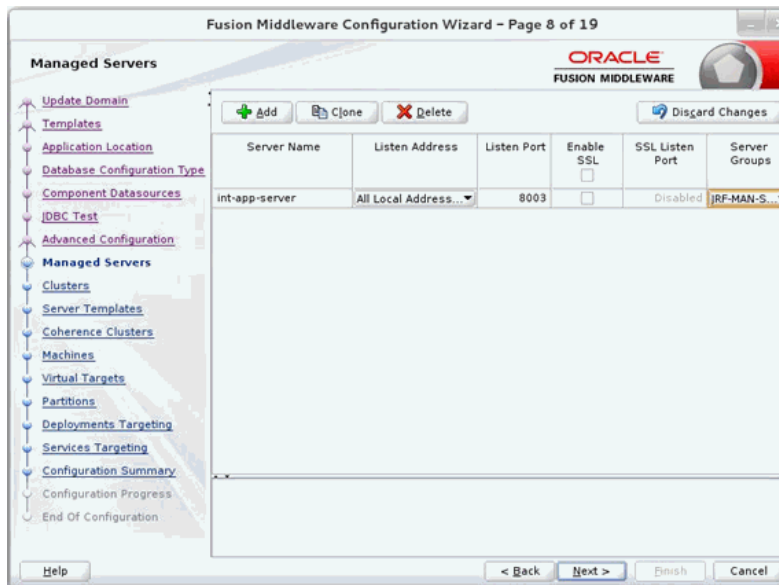 Fusion Middleware Configuration Wizard - Page 8 of 19
Managed Servers
ORACLE
FUSION MIDDLEWARE
Update Domain
Templates
Application Location
Database Configuration Type
Component Datasources
JDBC Test
Advanced Configuration
Managed Servers
Clusters
Server Templates
Coherence Clusters
Machines
Virtual Targets
Partitions
Deployments Targeting
Services Targeting
Configuration Summary
Configuration Progress
End Of Configuration
Add Clone Delete Discard Changes
Server Name Listen Address Listen Port Enable SSL SSL Listen Port Server Groups
int-app-server All Local Address... 8003 Disabled JRF-MAN-S...
Help < Back Next > Finish Cancel